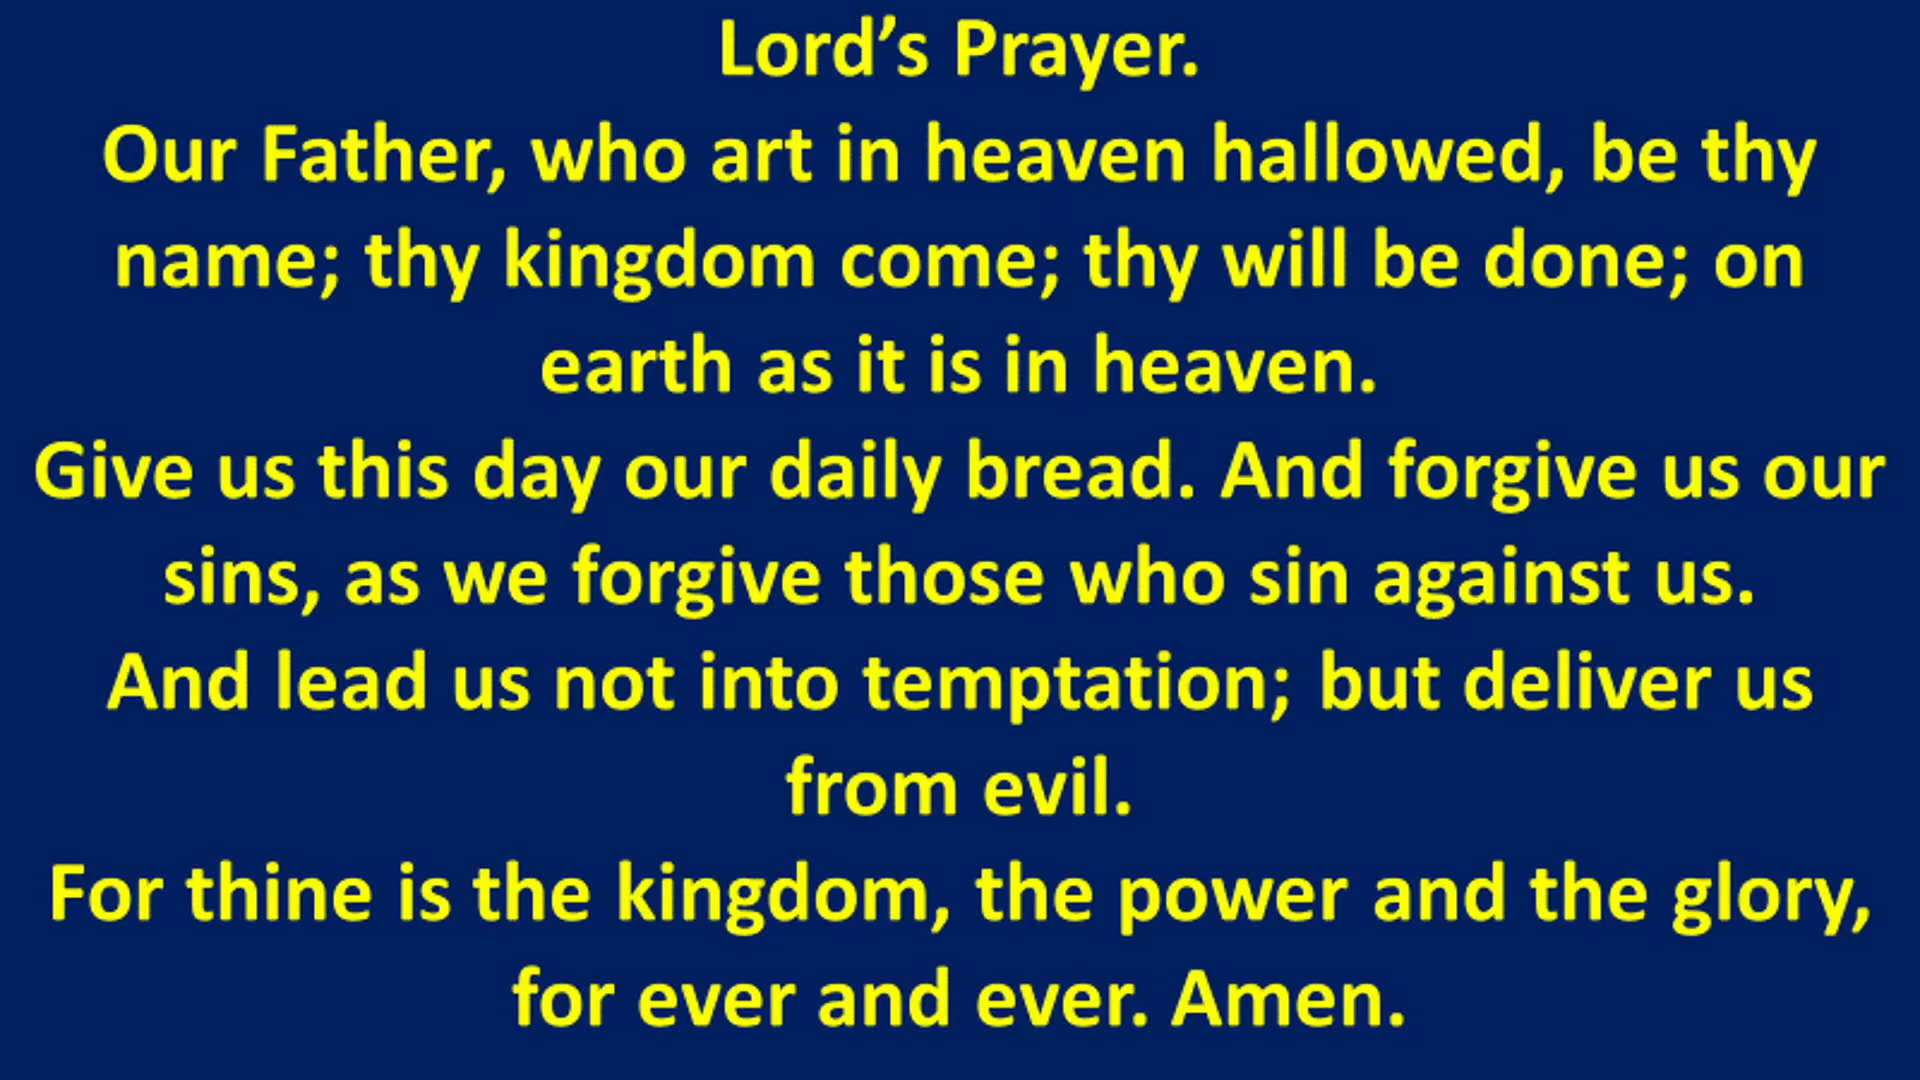 Lord’s Prayer.
Our Father, who art in heaven hallowed, be thy
name; thy kingdom come; thy will be done; on
earth as it is in heaven.
Give us this day our daily bread. And forgive us our
sins, as we forgive those who sin against us.
And lead us not into temptation; but deliver us
from evil.
For thine is the kingdom, the power and the glory,
for ever and ever. Amen.